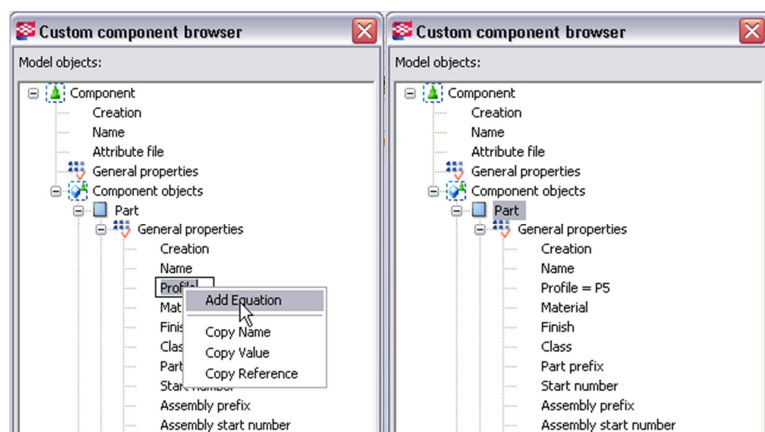 Custom component browser
Model objects:
Component
Creation
Name
Attribute file
General properties
Component objects
Part
General properties
Creation
Name
Profile
Add Equation
Copy Name
Copy Value
Copy Reference
Assembly prefix
Assembly start number
Custom component browser
Model objects:
Component
Creation
Name
Attribute file
General properties
Component objects
Part
General properties
Creation
Name
Profile = P5
Material
Finish
Class
Part prefix
Start number
Assembly prefix
Assembly start number